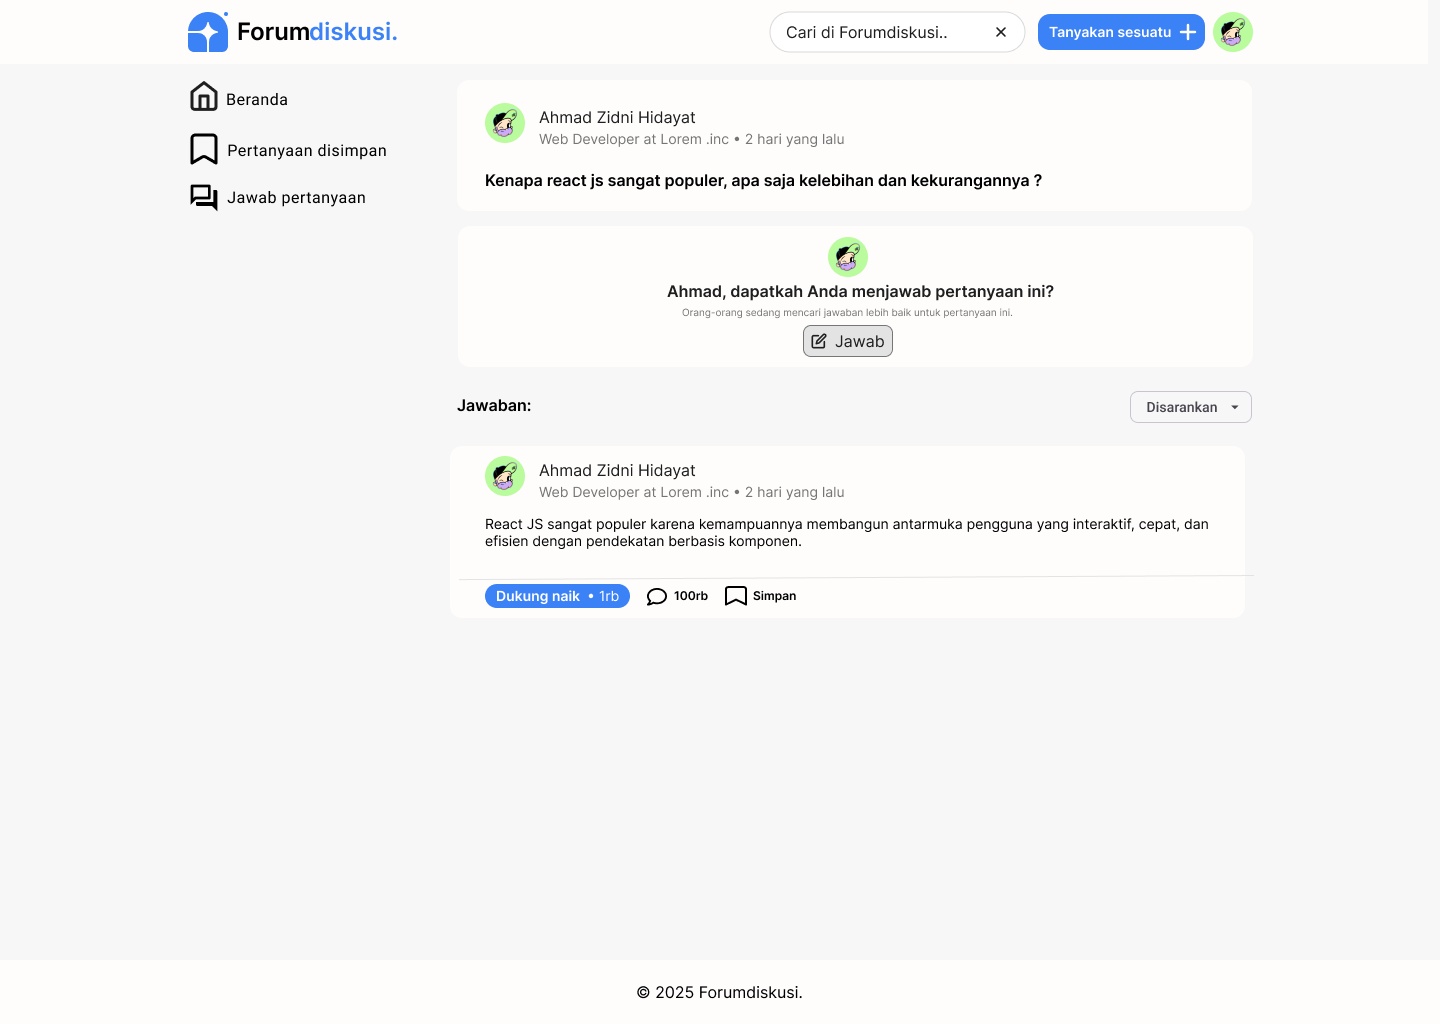 Forumdiskusi.
Cari di Forumdiskusi..
Tanyakan sesuatu
Beranda
Pertanyaan disimpan
Jawab pertanyaan
Ahmad Zidni Hidayat
Web Developer at Lorem .inc • 2 hari yang lalu
Kenapa react js sangat populer, apa saja kelebihan dan kekurangannya ?
Ahmad, dapatkah Anda menjawab pertanyaan ini?
Orang-orang sedang mencari jawaban lebih baik untuk pertanyaan ini.
Jawab
Jawaban:
Disarankan
Ahmad Zidni Hidayat
Web Developer at Lorem .inc • 2 hari yang lalu
React JS sangat populer karena kemampuannya membangun antarmuka pengguna yang interaktif, cepat, dan
efisien dengan pendekatan berbasis komponen.
Dukung naik • 1rb
100rb
Simpan
© 2025 Forumdiskusi.